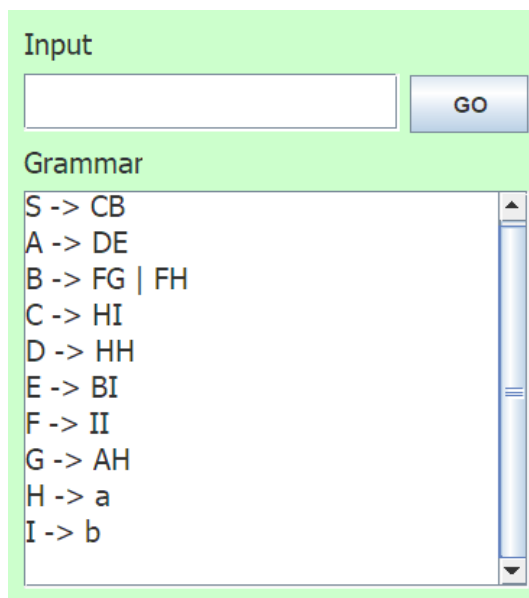 Input
GO
Grammar
S -> CB
A -> DE
B -> FG | FH
C -> HI
D -> HH
E -> BI
F -> II
G -> AH
H -> a
I -> b